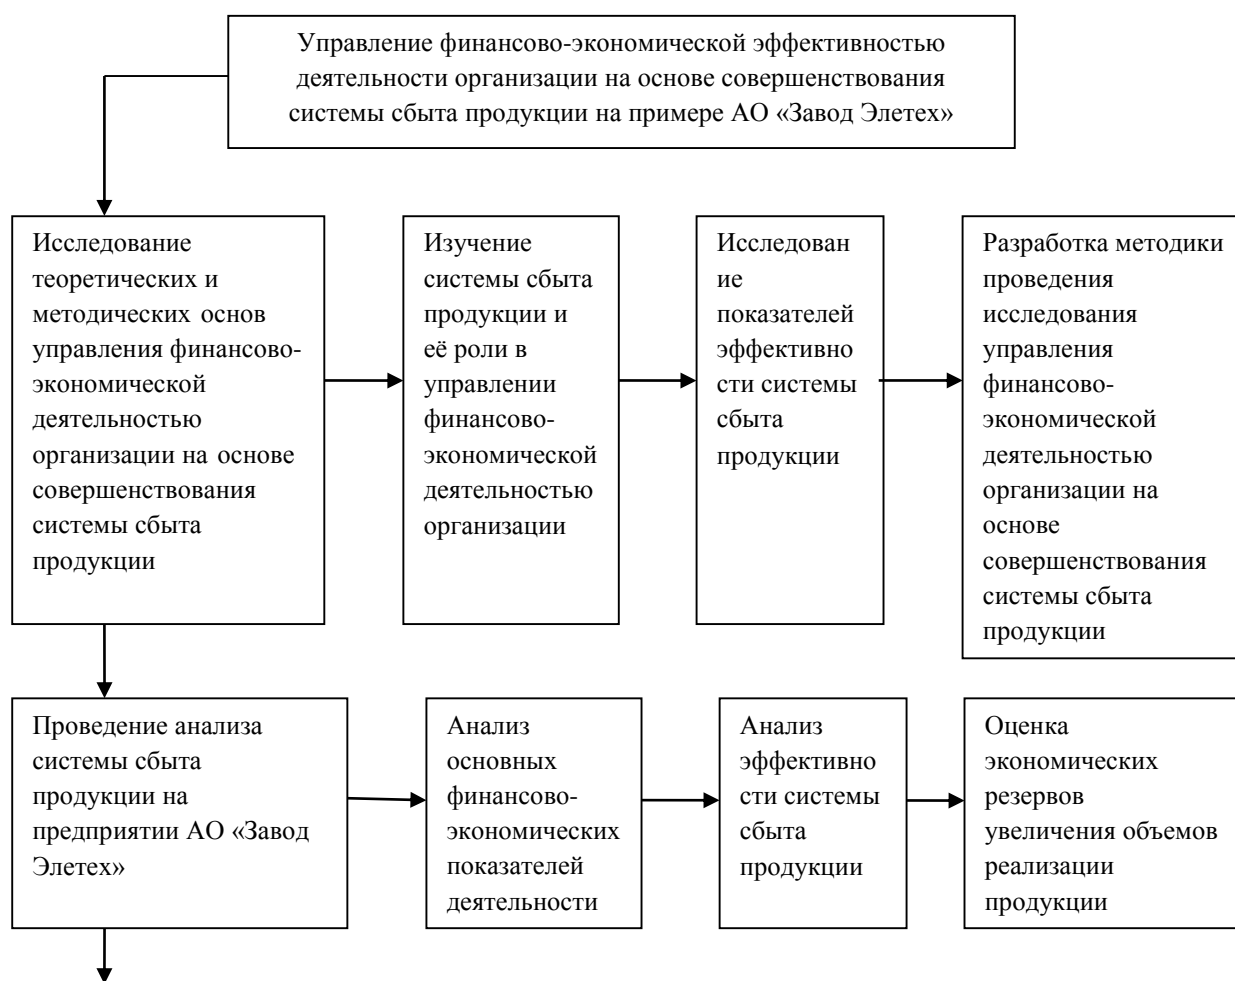 Управление финансово-экономической эффективностью
деятельности организации на основе совершенствования
системы сбыта продукции на примере АО «Завод Элетех»
Исследование
теоретических и
методических основ
управления финансово-
экономической
деятельностью
организации на основе
совершенствования
системы сбыта
продукции
Изучение
системы сбыта
продукции и
её роли в
управлении
финансово-
экономической
деятельностью
организации
Исследован
ие
показателей
эффективно
сти системы
сбыта
продукции
Разработка методики
проведения
исследования
управления
финансово-
экономической
деятельностью
организации на
основе
совершенствования
системы сбыта
продукции
Проведение анализа
системы сбыта
продукции на
предприятии АО «Завод
Элетех»
Анализ
основных
финансово-
экономических
показателей
деятельности
Анализ
эффективно
сти системы
сбыта
продукции
Оценка
экономических
резервов
увеличения объемов
реализации
продукции